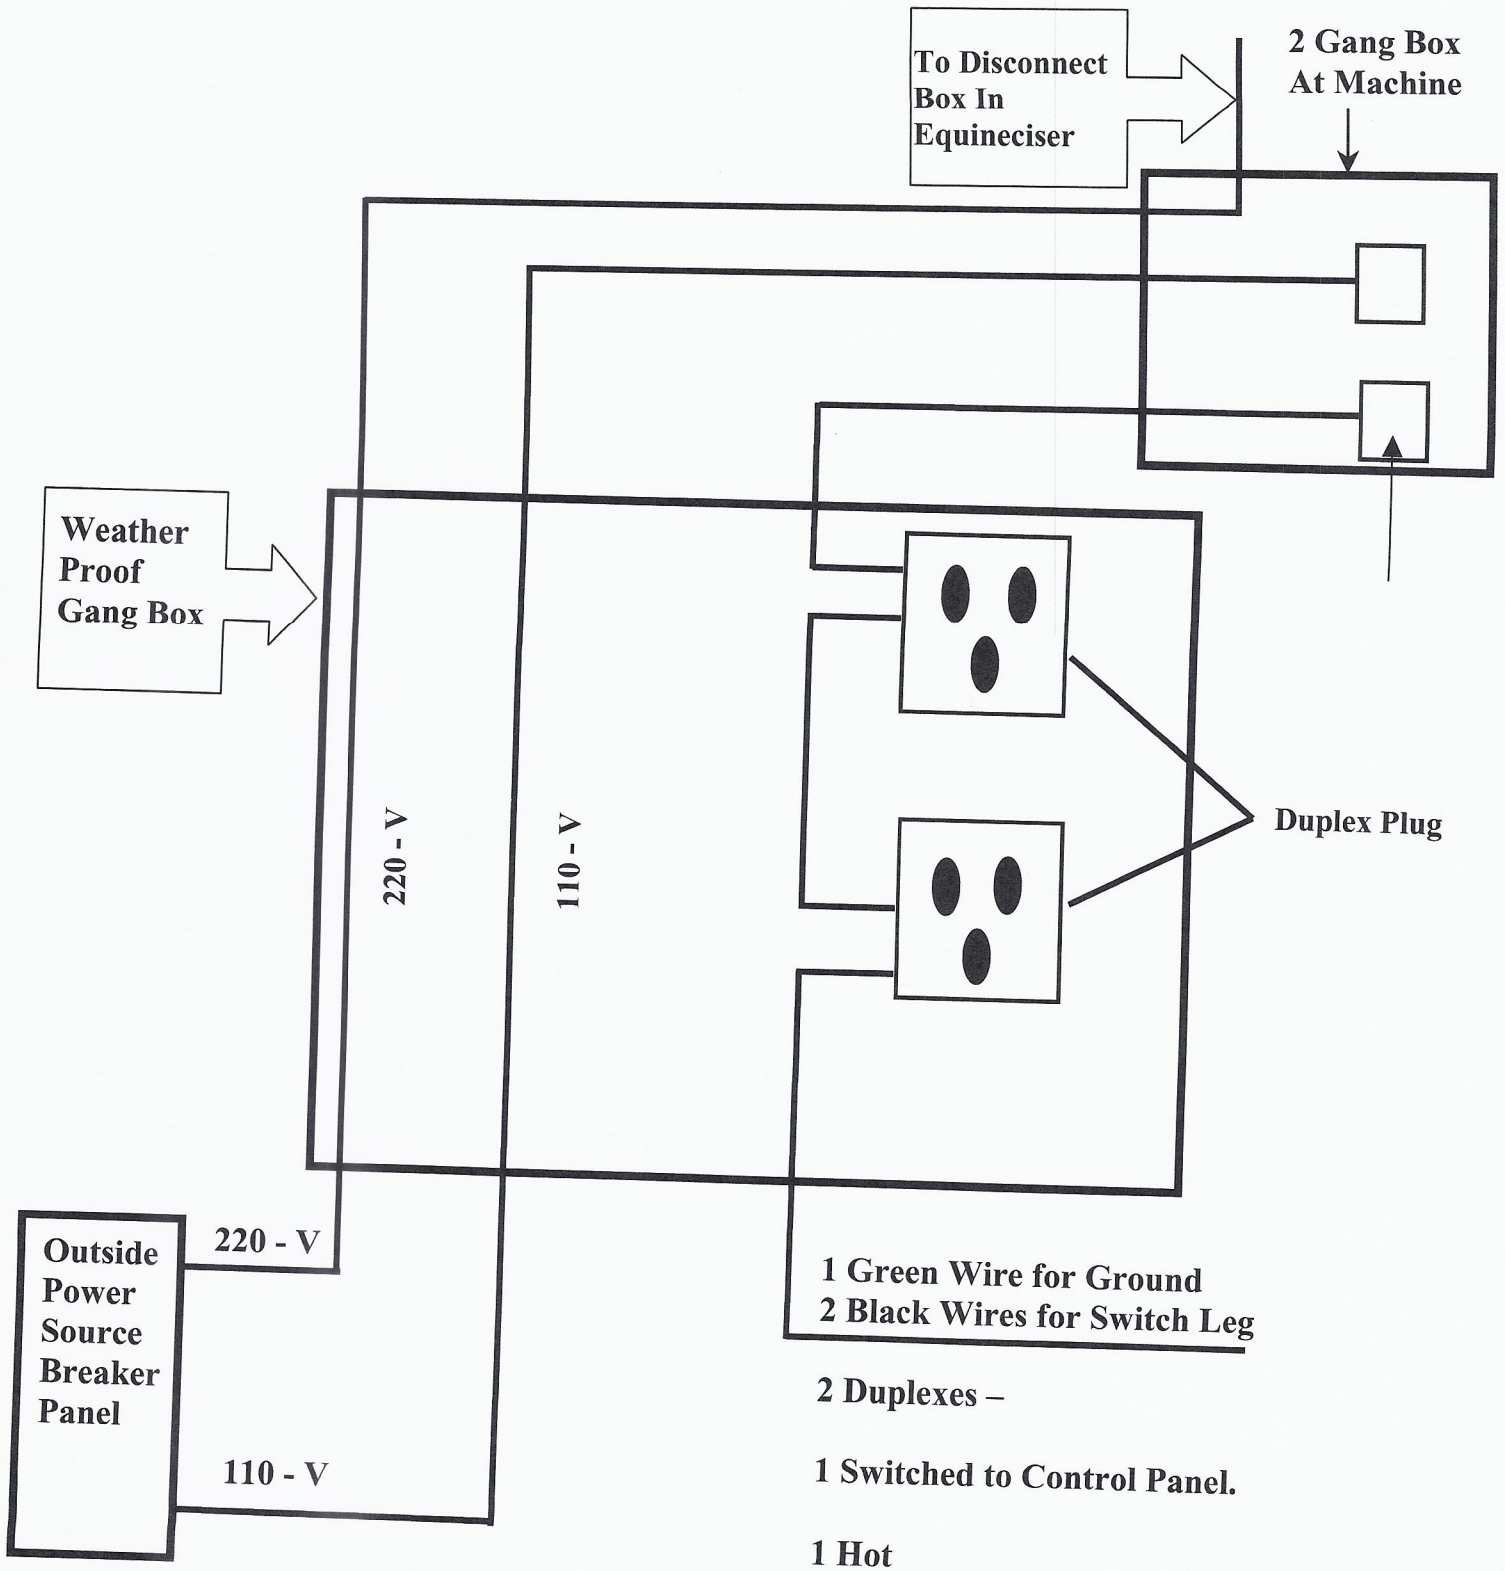 To Disconnect
Box In
Equineciser
2 Gang Box
At Machine
Weather
Proof
Gang Box
220 - V
110 - V
Duplex Plug
Outside
Power
Source
Breaker
Panel
220 - V
110 - V
1 Green Wire for Ground
2 Black Wires for Switch Leg
2 Duplexes –
1 Switched to Control Panel.
1 Hot